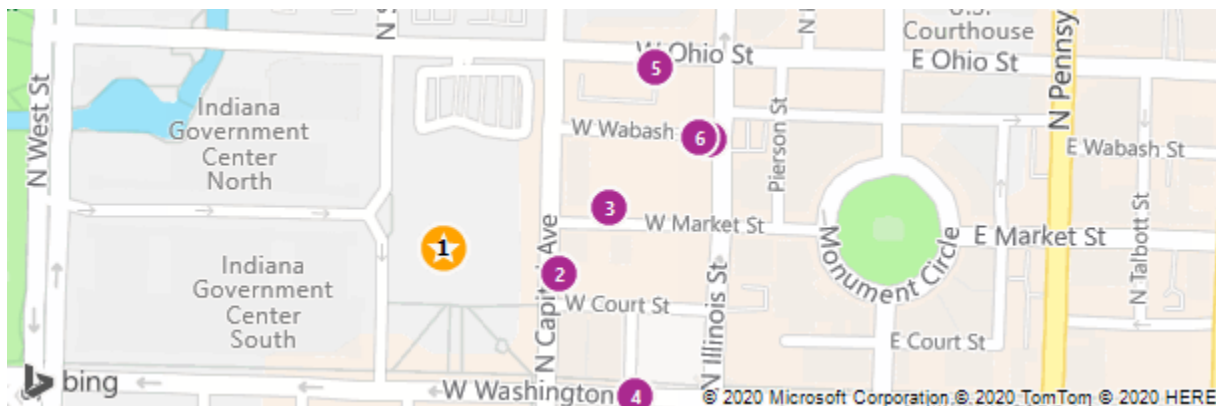 U.S.
Courthouse
W Ohio St
E Ohio St
5
N West St
Indiana
Government
Center
North
W Wabash
6
Pierson St
N Pennsy
E Wabash St
3
W Market St
Monument Circle
E Market St
N Talbott St
1
N Capitol Ave
2
Indiana
Government
Center
South
W Court St
N Illinois St
E Court St
bing
W Washington
4
© 2020 Microsoft Corporation © 2020 TomTom © 2020 HERE